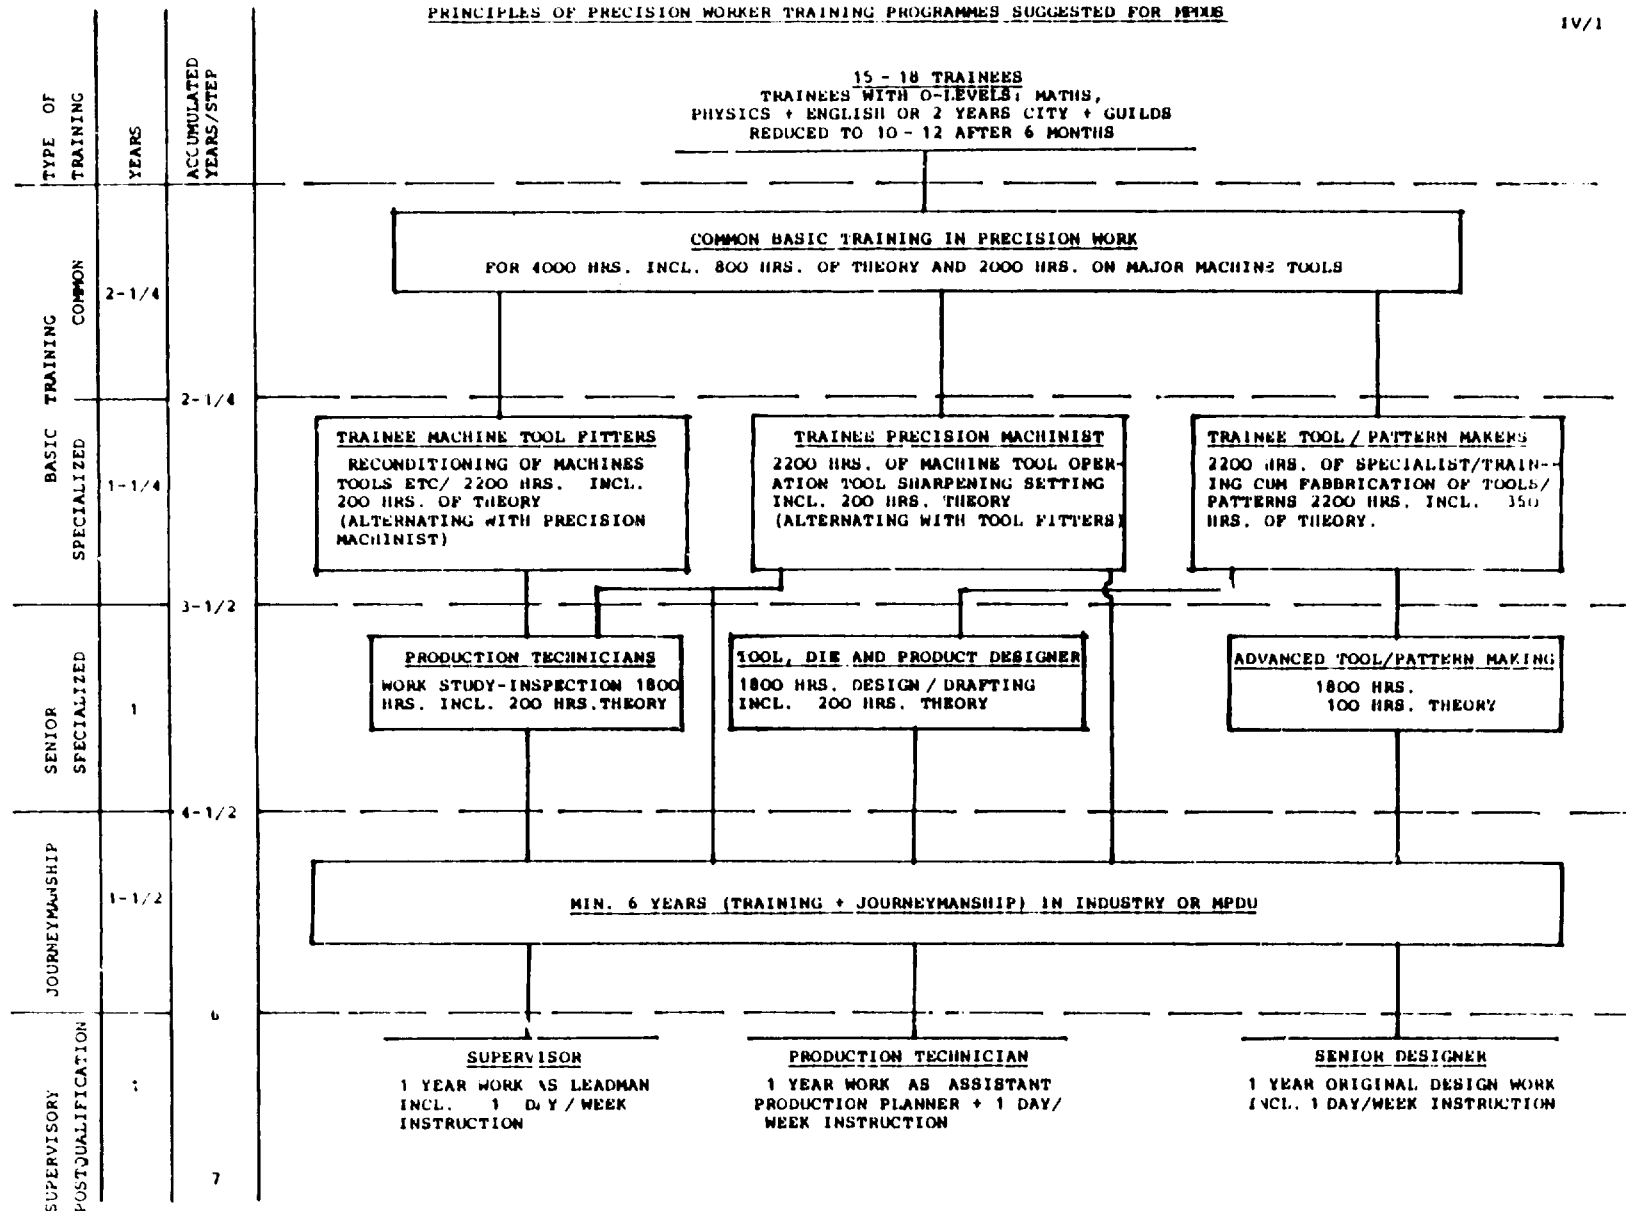 PRINCIPLES OF PRECISION WORKER TRAINING PROGRAMMES SUGGESTED FOR MPDUS
IV/1
TYPE OF
TRAINING
YEARS
ACCUMULATED
YEARS/STEP
15 - 18 TRAINEES
TRAINEES WITH O-LEVELS: MATHS,
PHYSICS + ENGLISH OR 2 YEARS CITY + GUILDS
REDUCED TO 10 - 12 AFTER 6 MONTHS
BASIC TRAINING
COMMON
2-1/4
COMMON BASIC TRAINING IN PRECISION WORK
FOR 4000 HRS. INCL. 800 HRS. OF THEORY AND 2000 HRS. ON MAJOR MACHINE TOOLS
2-1/4
SPECIALIZED
1-1/4
TRAINEE MACHINE TOOL FITTERS
RECONDITIONING OF MACHINES
TOOLS ETC/ 2200 HRS. INCL.
200 HRS. OF THEORY
(ALTERNATING WITH PRECISION
MACHINIST)
TRAINEE PRECISION MACHINIST
2200 HRS. OF MACHINE TOOL OPER-
ATION TOOL SHARPENING SETTING
INCL. 200 HRS. THEORY
(ALTERNATING WITH TOOL FITTERS)
TRAINEE TOOL/PATTERN MAKERS
2200 HRS. OF SPECIALIST/TRAIN-
ING CUM FABBRICATION OF TOOLS/
PATTERNS 2200 HRS. INCL. 350
HRS. OF THEORY.
3-1/2
SENIOR
SPECIALIZED
1
PRODUCTION TECHNICIANS
WORK STUDY-INSPECTION 1800
HRS. INCL. 200 HRS.THEORY
TOOL, DIE AND PRODUCT DESIGNER
1800 HRS. DESIGN/DRAFTING
INCL. 200 HRS. THEORY
ADVANCED TOOL/PATTERN MAKING
1800 HRS.
100 HRS. THEORY
4-1/2
JOURNEYMANSHIP
1-1/2
MIN. 6 YEARS (TRAINING + JOURNEYMANSHIP) IN INDUSTRY OR MPDU
6
SUPERVISORY
POSTQUALIFICATION
1
SUPERVISOR
1 YEAR WORK AS LEADMAN
INCL. 1 DAY/WEEK
INSTRUCTION
PRODUCTION TECHNICIAN
1 YEAR WORK AS ASSISTANT
PRODUCTION PLANNER + 1 DAY/
WEEK INSTRUCTION
SENIOR DESIGNER
1 YEAR ORIGINAL DESIGN WORK
INCL. 1 DAY/WEEK INSTRUCTION
7